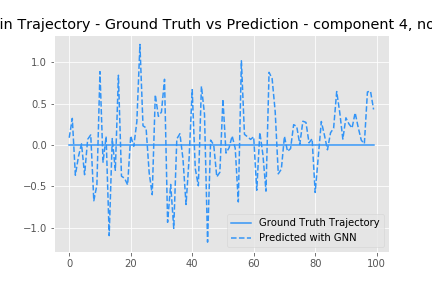 in Trajectory - Ground Truth vs Prediction - component 4, no
1.0
0.5
0.0
−0.5
−1.0
Ground Truth Trajectory
Predicted with GNN
0 20 40 60 80 100